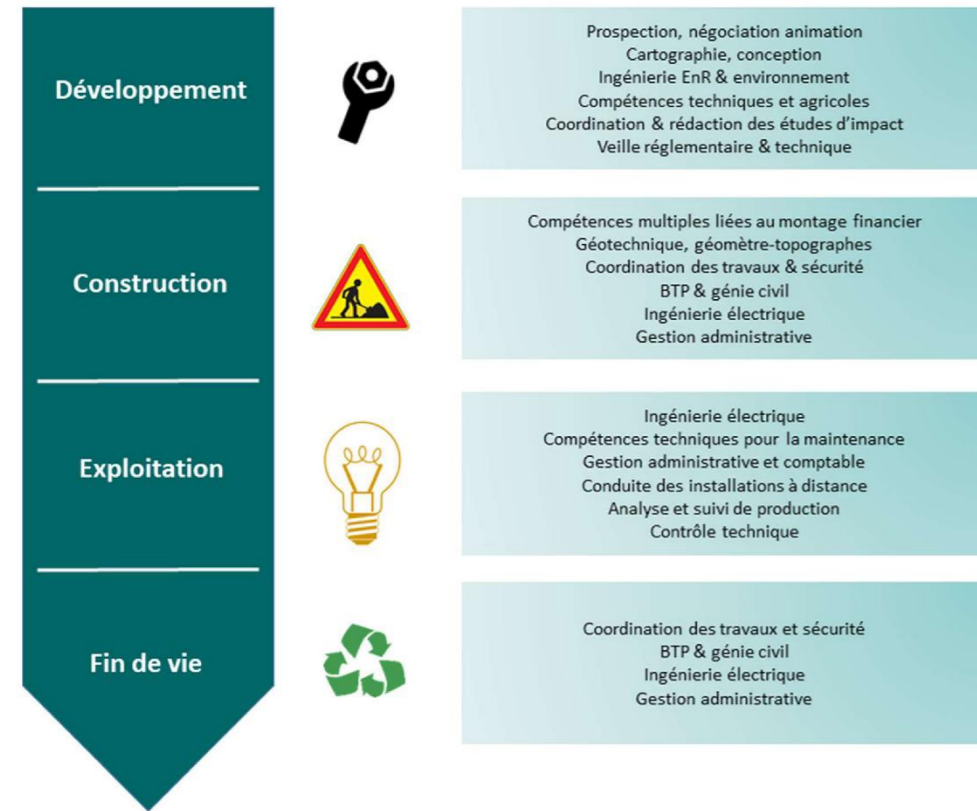 Développement
Prospection, négociation animation
Cartographie, conception
Ingénierie EnR & environnement
Compétences techniques et agricoles
Coordination & rédaction des études d'impact
Veille réglementaire & technique
Construction
Compétences multiples liées au montage financier
Géotechnique, géomètre-topographes
Coordination des travaux & sécurité
BTP & génie civil
Ingénierie électrique
Gestion administrative
Exploitation
Ingénierie électrique
Compétences techniques pour la maintenance
Gestion administrative et comptable
Conduite des installations à distance
Analyse et suivi de production
Contrôle technique
Fin de vie
Coordination des travaux et sécurité
BTP & génie civil
Ingénierie électrique
Gestion administrative